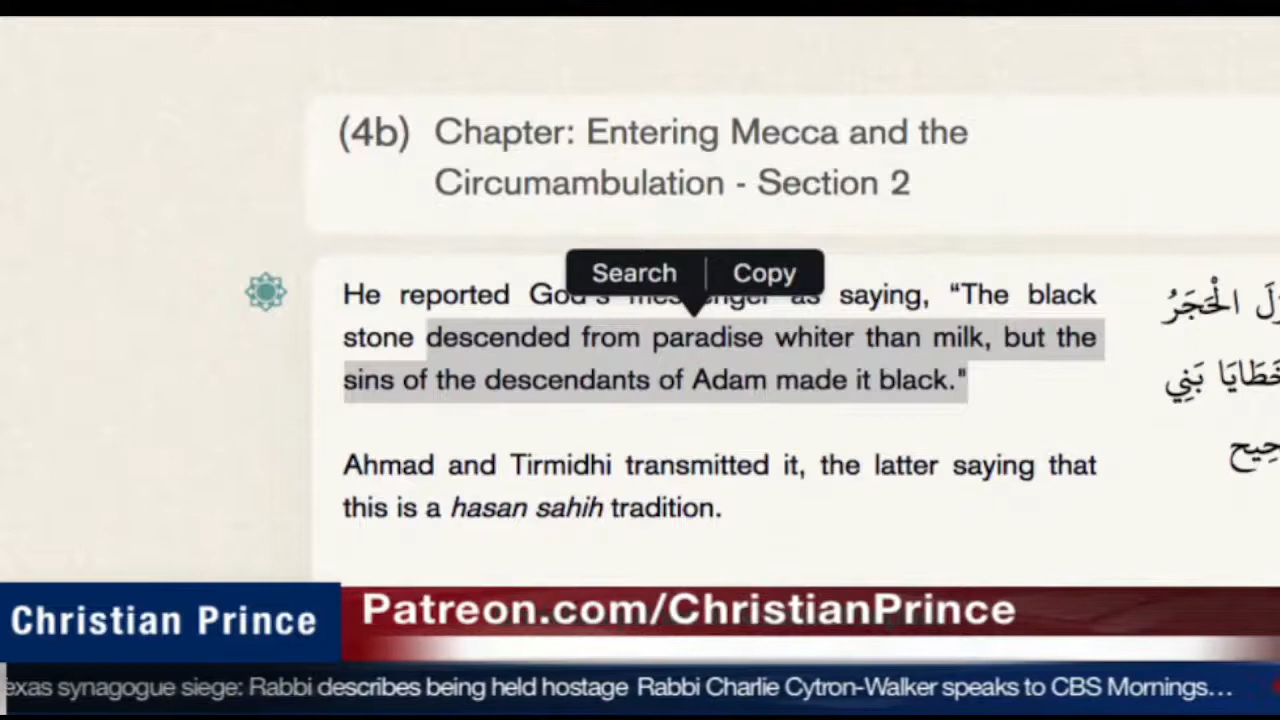 (4b) Chapter: Entering Mecca and the
Circumambulation - Section 2
Search Copy
He reported God's messenger as saying, “The black
stone descended from paradise whiter than milk, but the
sins of the descendants of Adam made it black."
Ahmad and Tirmidhi transmitted it, the latter saying that
this is a hasan sahih tradition.
الْحَجَرُ
بَنِي
Christian Prince
Patreon.com/ChristianPrince
exas synagogue siege: Rabbi describes being held hostage Rabbi Charlie Cytron-Walker speaks to CBS Mornings...